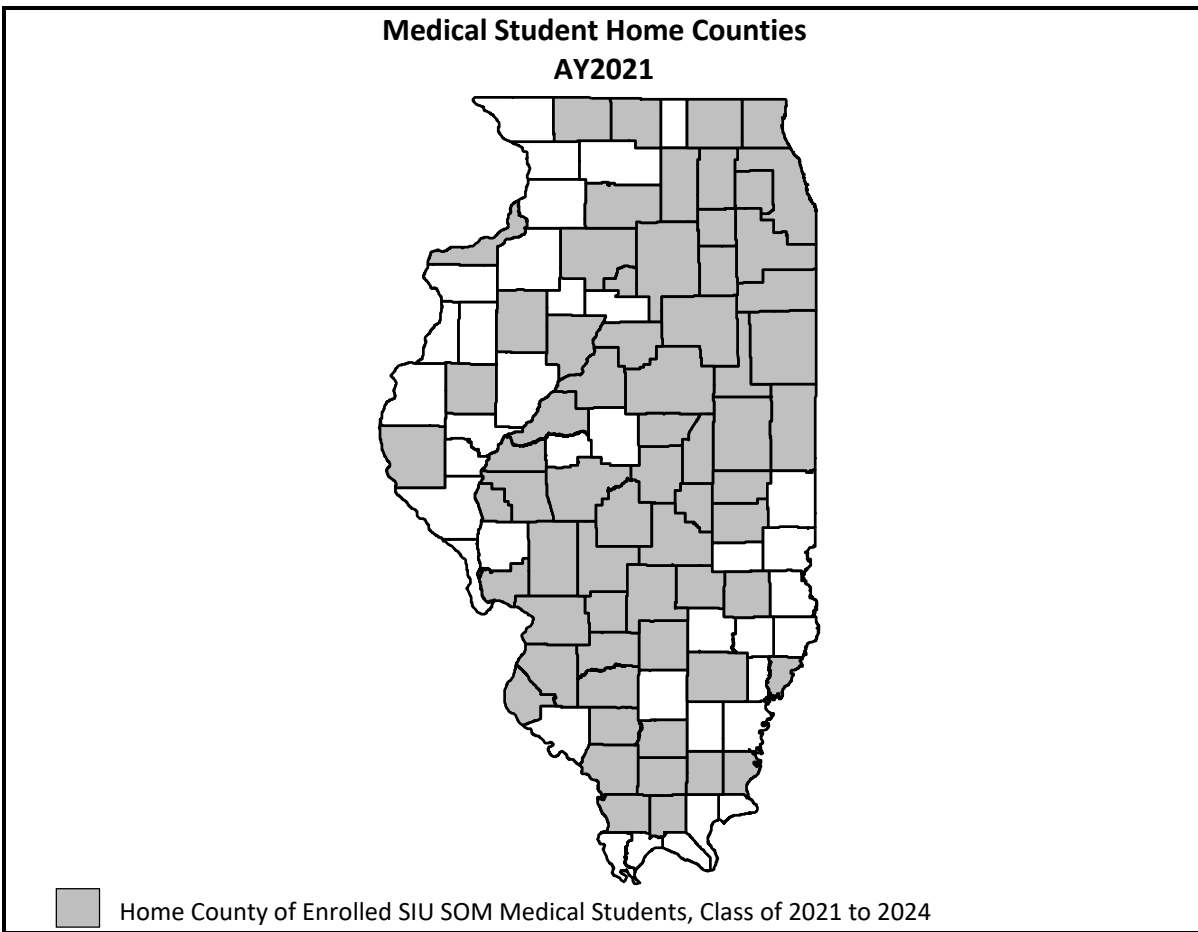 Medical Student Home Counties
AY2021
Home County of Enrolled SIU SOM Medical Students, Class of 2021 to 2024